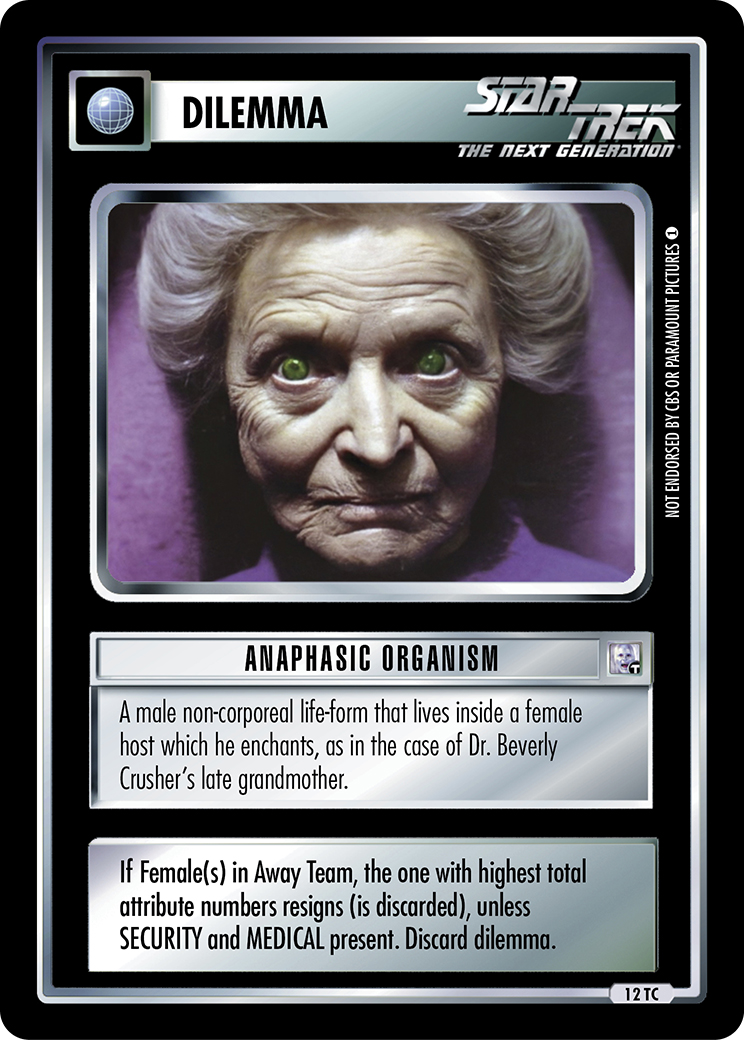 DILEMMA
STAR TREK
THE NEXT GENERATION
NOT ENDORSED BY CBS OR PARAMOUNT PICTURES 1
ANAPHASIC ORGANISM
T
A male non-corporeal life-form that lives inside a female
host which he enchants, as in the case of Dr. Beverly
Crusher's late grandmother.
If Female(s) in Away Team, the one with highest total
attribute numbers resigns (is discarded), unless
SECURITY and MEDICAL present. Discard dilemma.
12 TC